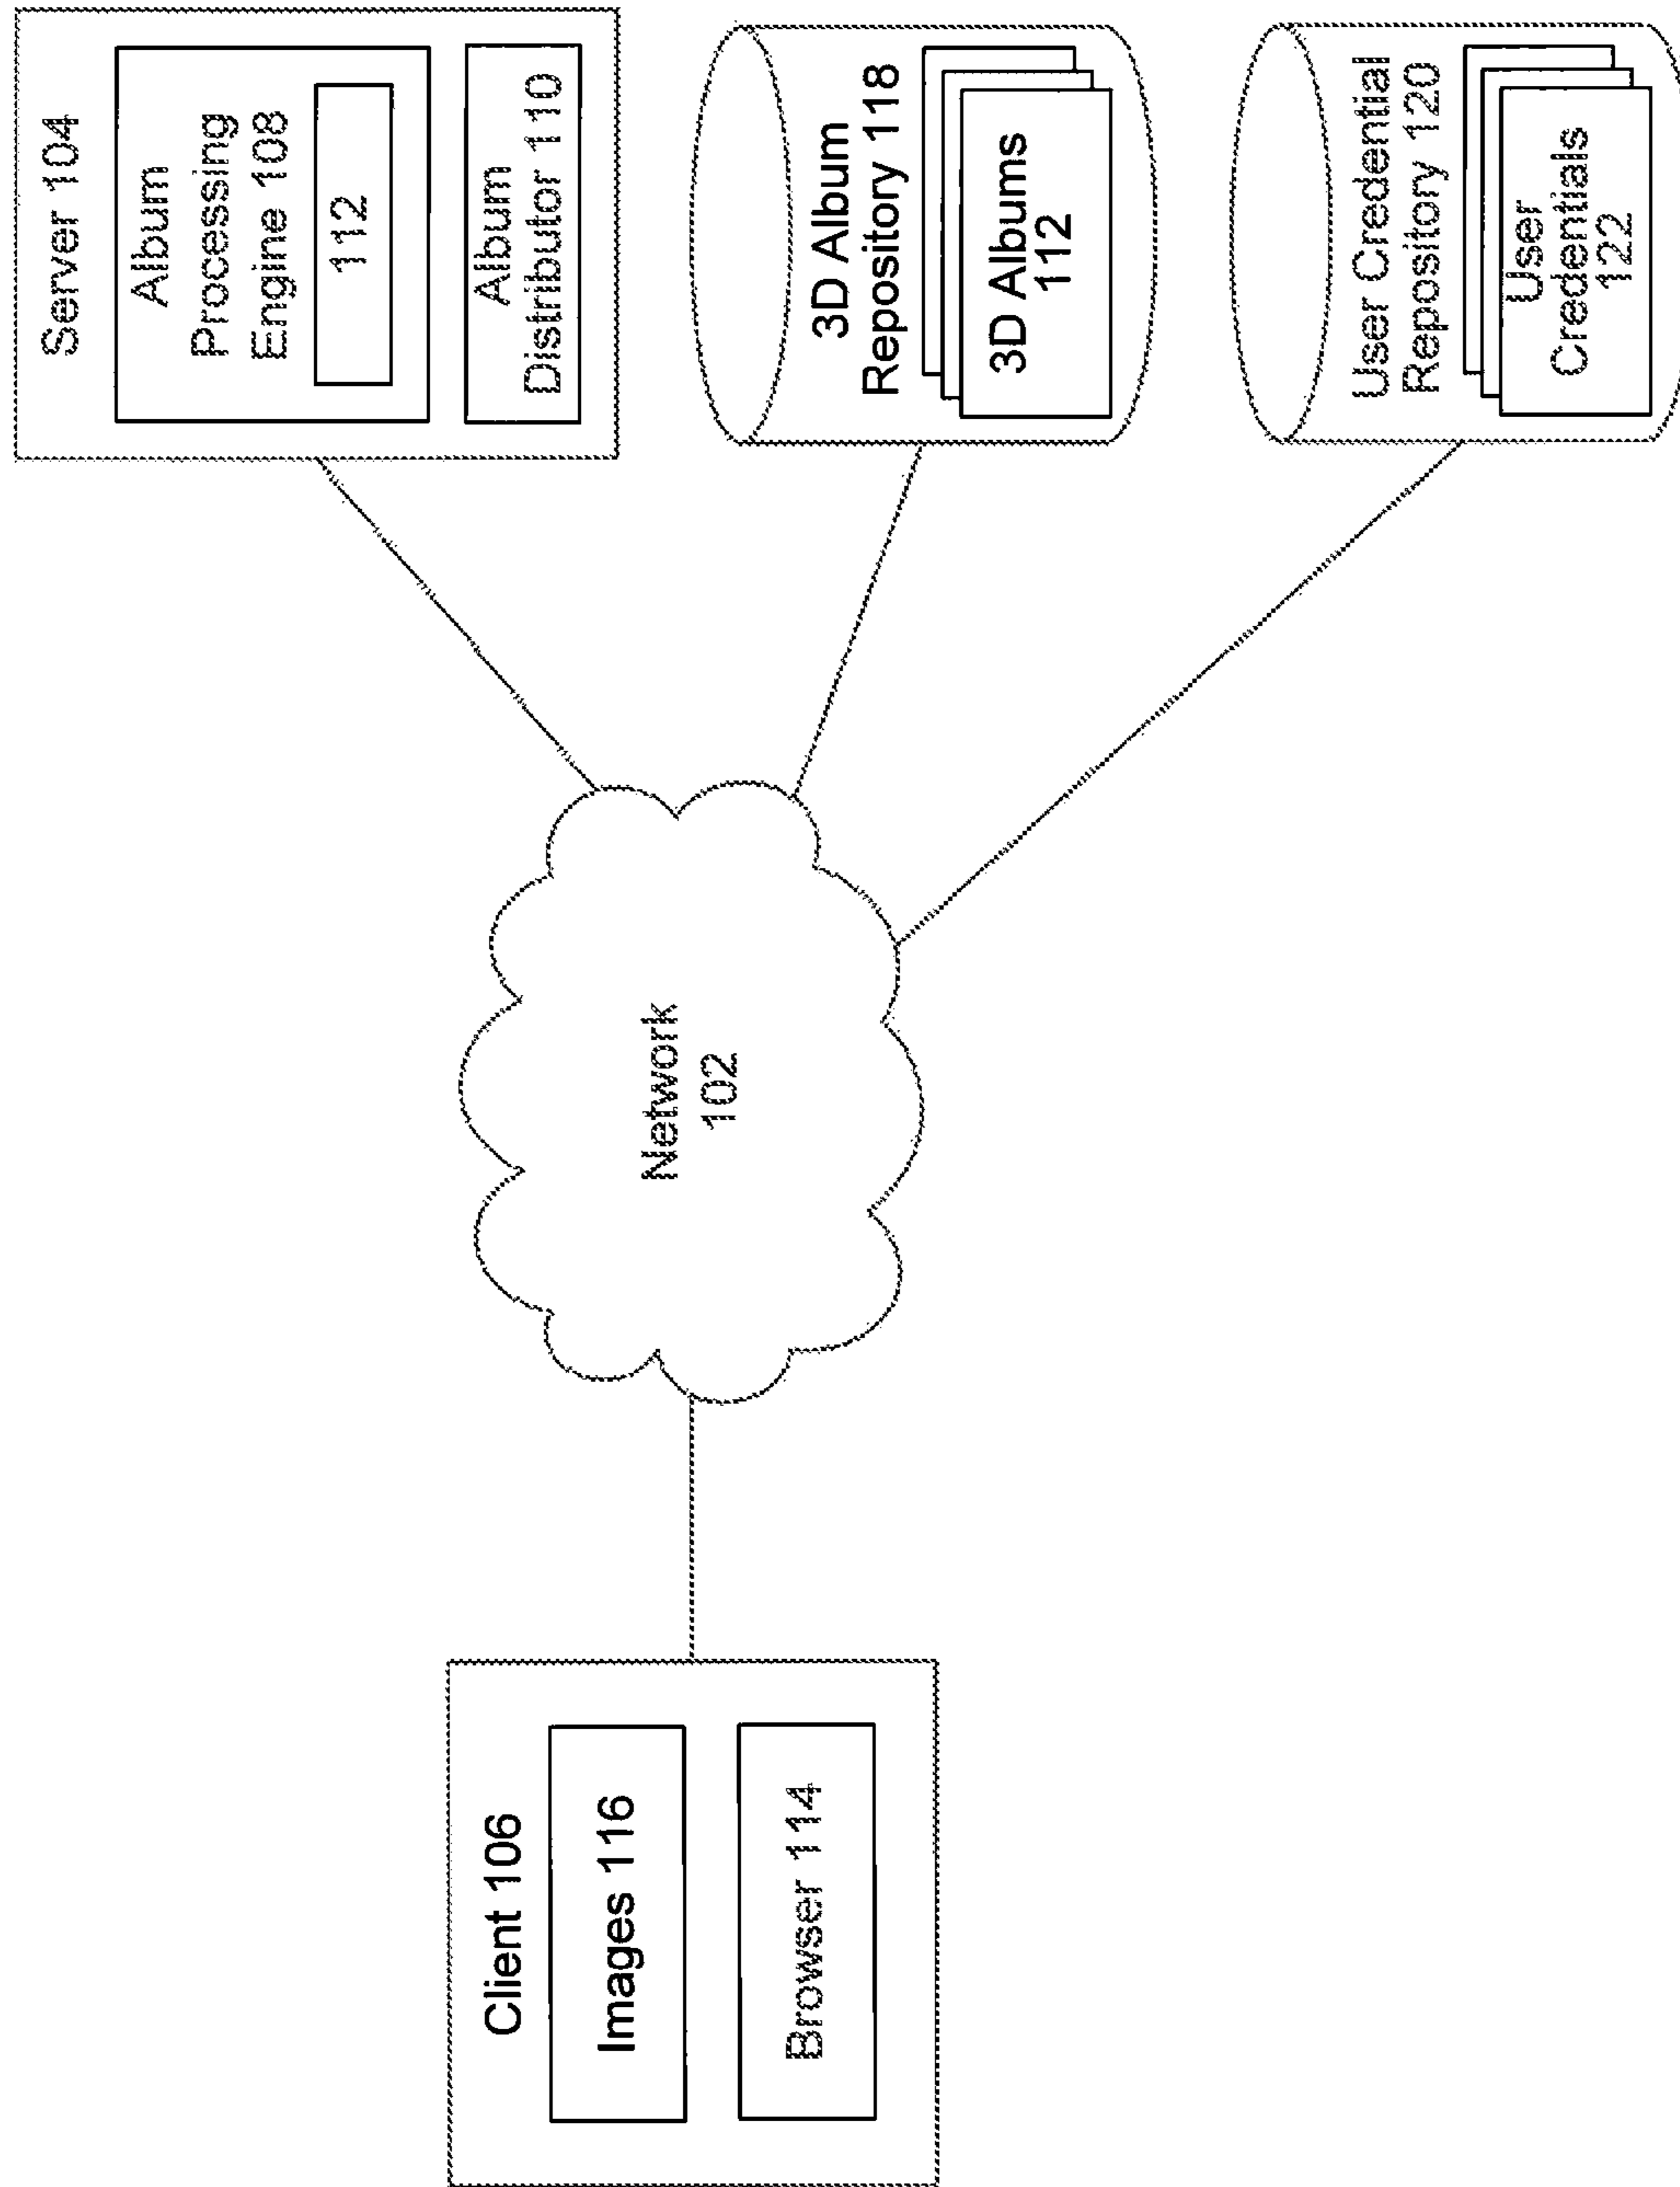 Client 106
Images 116
Browser 114
Network
102
Server 104
Album
Processing
Engine 108
112
Album
Distributor 110
3D Album
Repository 118
3D Albums
112
User Credential
Repository 120
User
Credentials
122